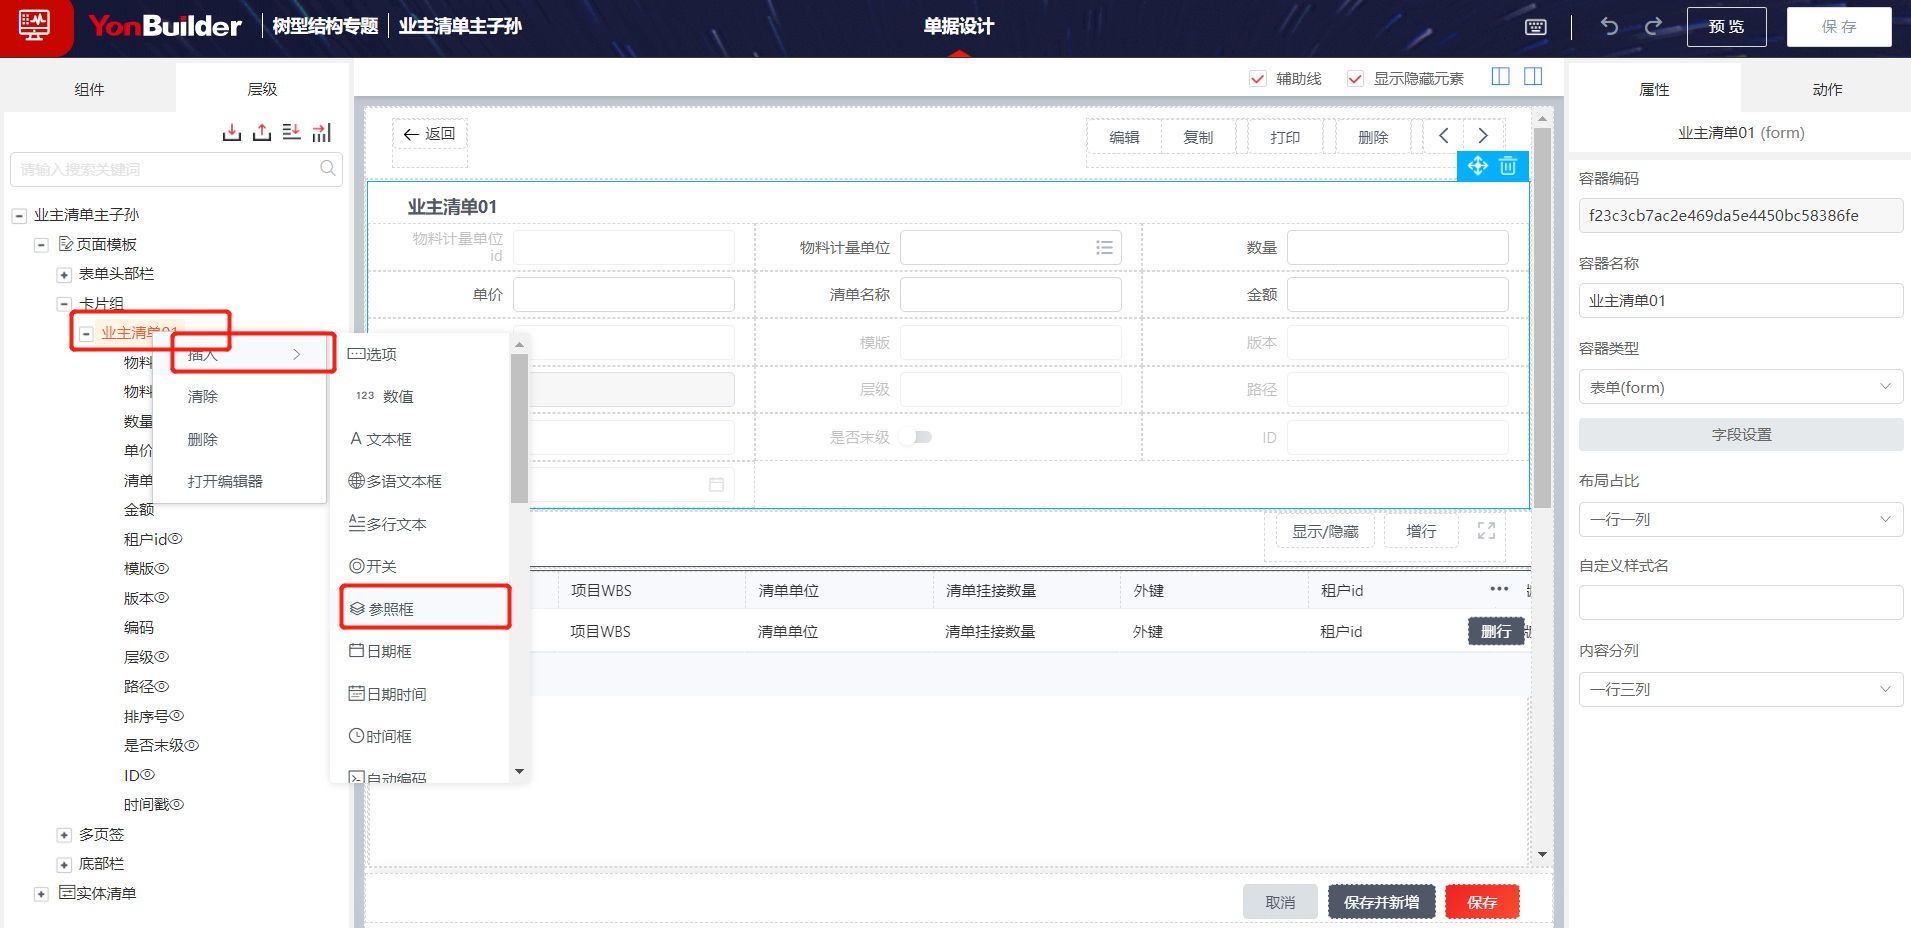 YonBuilder 树型结构专题 业主清单主子孙
单据设计
预览
保存
组件
层级
请输入搜索关键词
业主清单主子孙
页面模板
表单头部栏
卡片组
业主清单01
物料
物料
数量
单价
清单
金额
租户id
模版
版本
编码
层级
路径
排序号
是否末级
ID
时间戳
多页签
底部栏
实体清单
插入
清除
删除
打开编辑器
选项
123 数值
A 文本框
多语文本框
多行文本
开关
参照框
日期框
日期时间
时间框
自动编码
辅助线
显示隐藏元素
返回
编辑
复制
打印
删除
业主清单01
物料计量单位
id
物料计量单位
数量
单价
清单名称
金额
模版
版本
层级
路径
是否末级
ID
显示/隐藏
增行
项目WBS 清单单位 清单挂接数量 外键 租户id
项目WBS 清单单位 清单挂接数量 外键 租户id
删行
取消
保存并新增
保存
属性
动作
业主清单01 (form)
容器编码
f23c3cb7ac2e469da5e4450bc58386fe
容器名称
业主清单01
容器类型
表单(form)
字段设置
布局占比
一行一列
自定义样式名
内容分列
一行三列